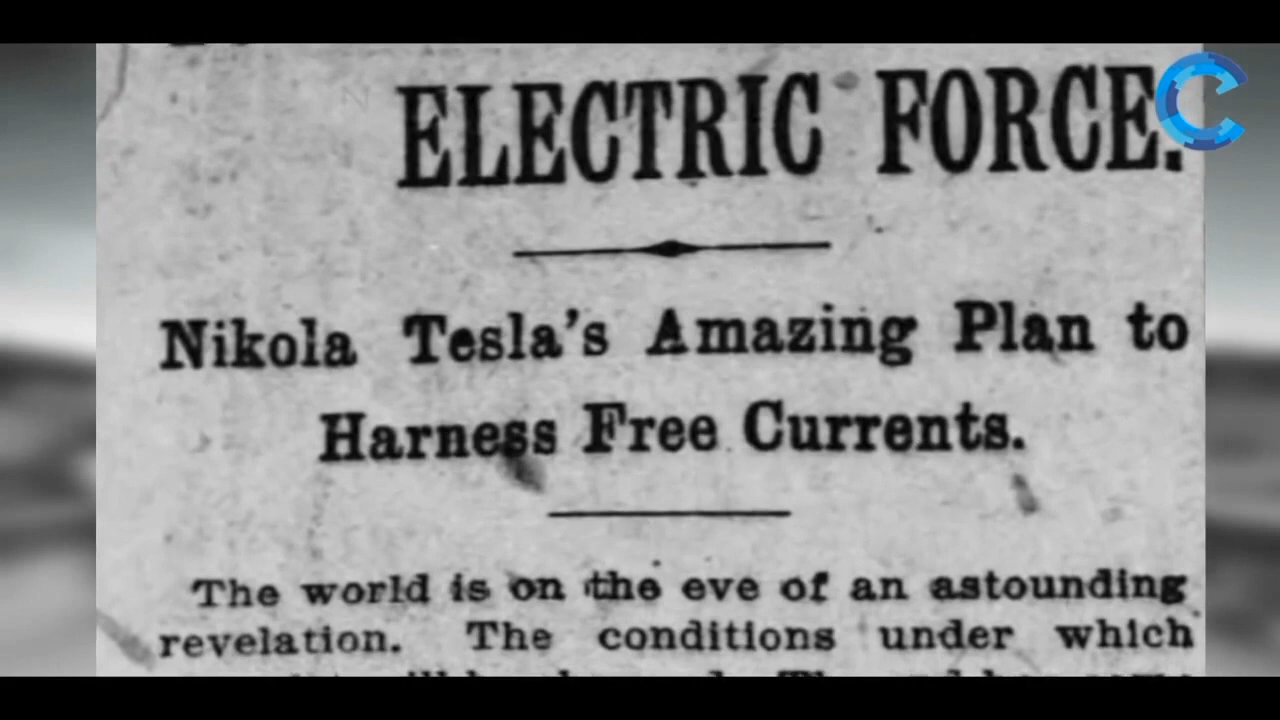 ELECTRIC FORCE.
Nikola Tesla's Amazing Plan to
Harness Free Currents.
The world is on the eve of an astounding
revelation. The conditions under which